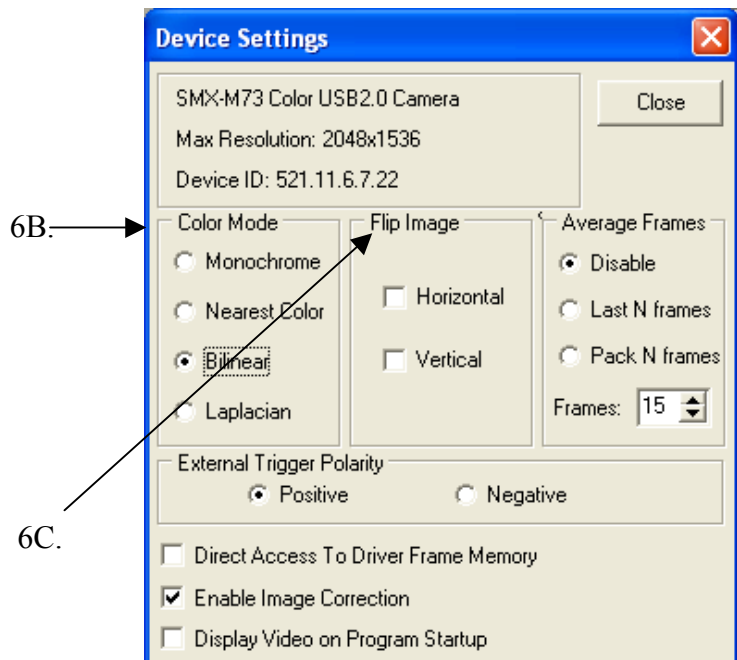 Device Settings
SMX-M73 Color USB2.0 Camera
Max Resolution: 2048x1536
Device ID: 521.11.6.7.22
Close
6B.
Color Mode
Monochrome
Nearest Color
Bilinear
Laplacian
Flip Image
Horizontal
Vertical
Average Frames
Disable
Last N frames
Pack N frames
Frames: 15
External Trigger Polarity
Positive Negative
6C.
Direct Access To Driver Frame Memory
Enable Image Correction
Display Video on Program Startup